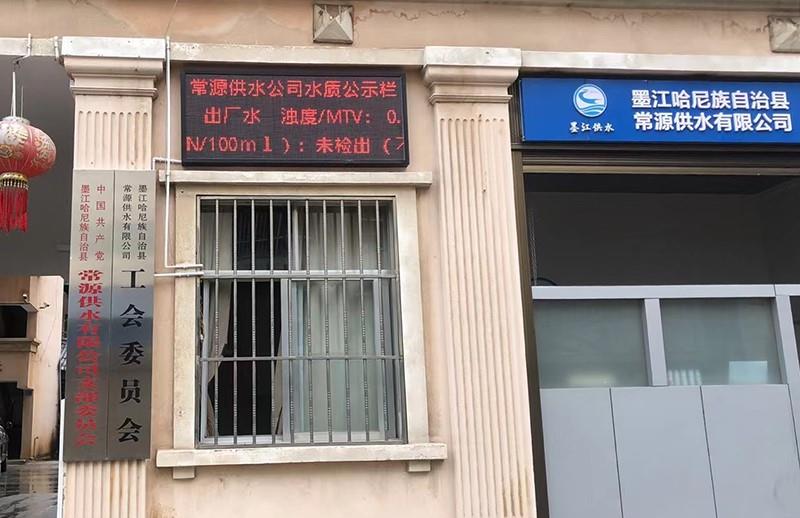 常源供水公司水质公示栏
出厂水 浊度/MTV: 0.
N/100ml): 未检出 (
墨江供水
墨江哈尼族自治县
常源供水有限公司
中国共产党
墨江哈尼族自治县
常源供水有限公司支部委员会
墨江哈尼族自治县
常源供水有限公司
工会委员会